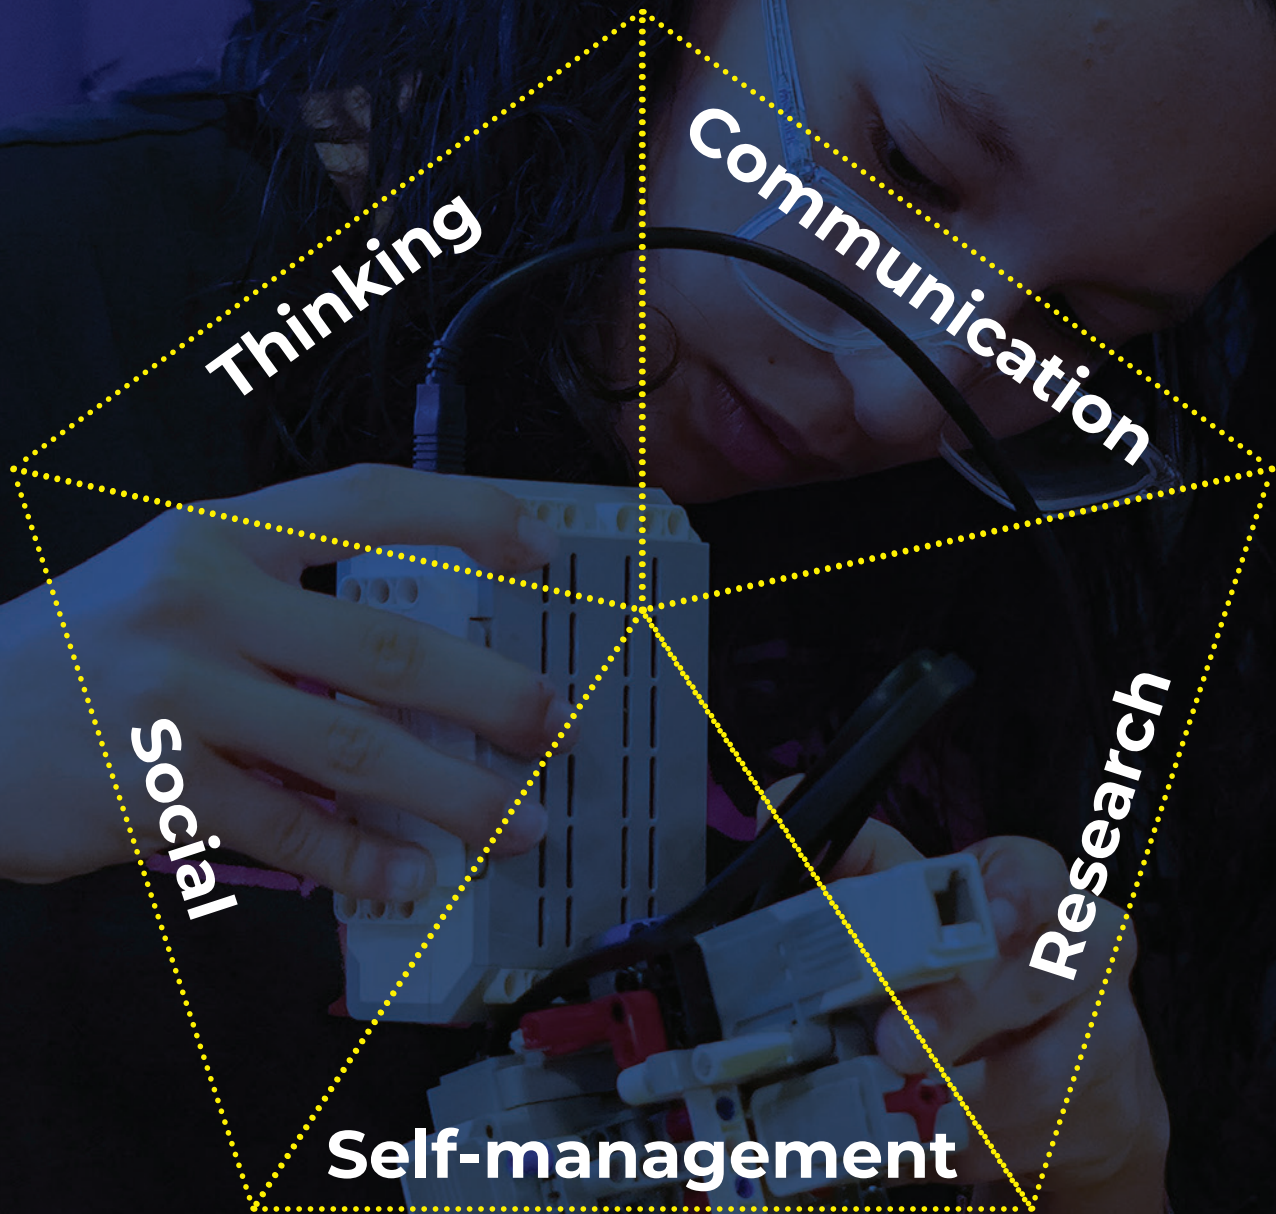 Thinking
Communication
Social
Research
Self-management